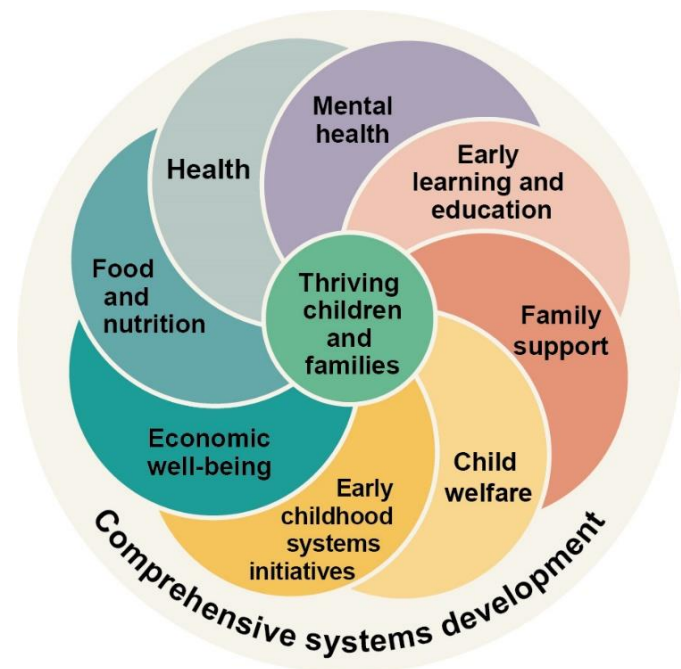 Mental
health
Health
Early
learning and
education
Food
and
nutrition
Thriving
children
and
families
Family
support
Economic
well-being
Child
welfare
Early
childhood
systems
initiatives
Comprehensive systems development